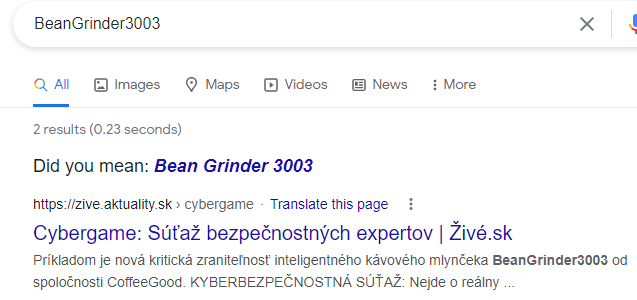 BeanGrinder3003
All Images Maps Videos News More
2 results (0.23 seconds)
Did you mean: Bean Grinder 3003
https://zive.aktuality.sk › cybergame · Translate this page
Cybergame: Súťaž bezpečnostných expertov | Živé.sk
Príkladom je nová kritická zraniteľnosť inteligentného kávového mlynčeka BeanGrinder3003 od
spoločnosti CoffeeGood. KYBERBEZPEČNOSTNÁ SÚŤAŽ: Nejde o reálny ...